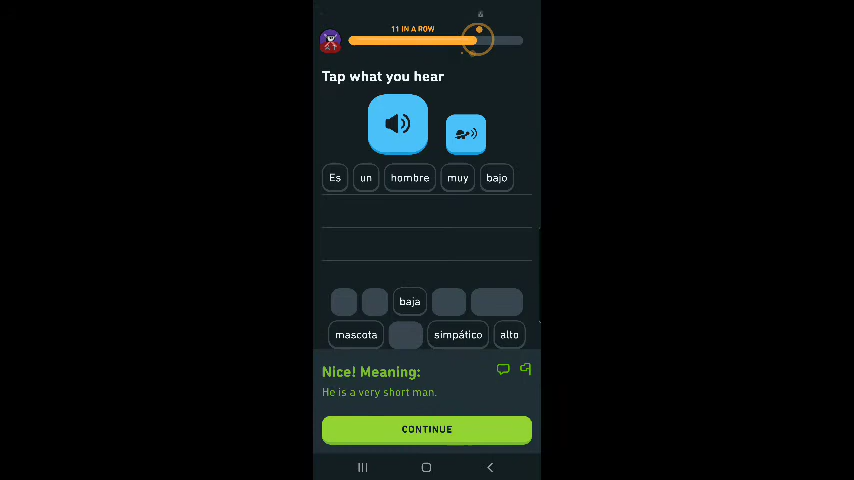 11 IN A ROW
Tap what you hear
Es un hombre muy bajo
baja
mascota simpático alto
Nice! Meaning:
He is a very short man.
CONTINUE